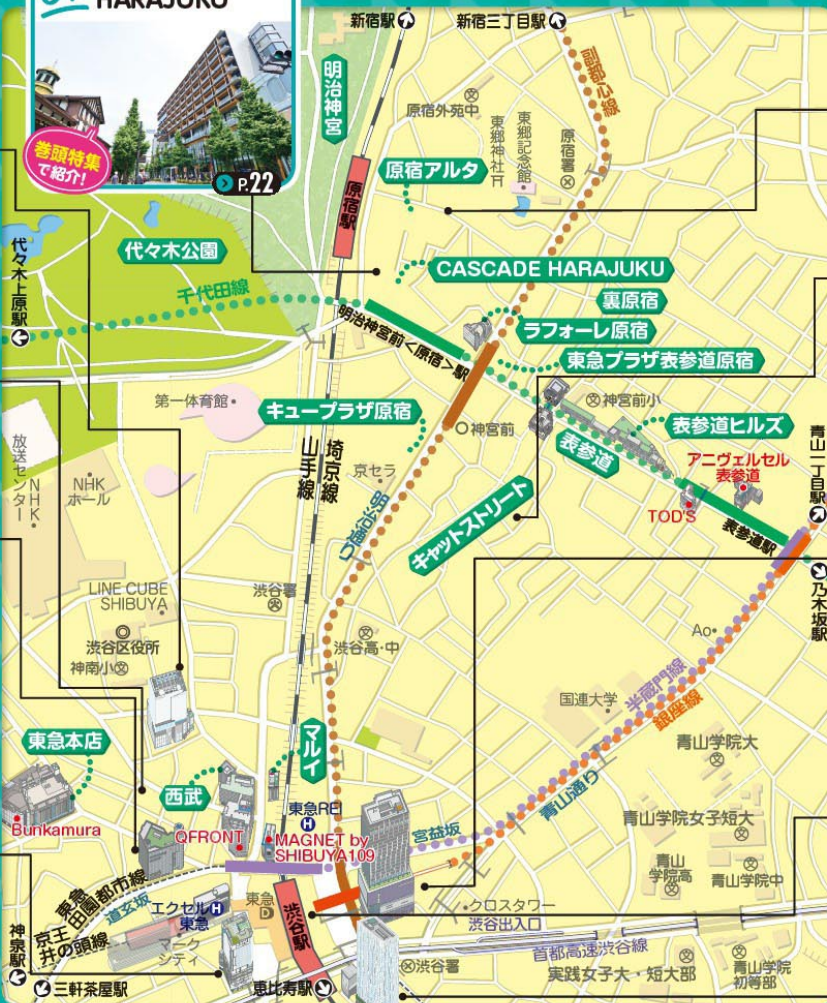 HARAJUKU
巻頭特集
で紹介!
P.22
新宿駅
新宿三丁目駅
明治神宮
副都心線
原宿外苑中
東郷神社
東郷記念館
原宿署
原宿アルタ
原宿駅
代々木公園
代々木上原駅
CASCADE HARAJUKU
千代田線
裏原宿
明治神宮前<原宿>駅
ラフォーレ原宿
東急プラザ表参道原宿
第一体育館
キュープラザ原宿
神宮前
神宮前小
表参道ヒルズ
表参道
アニヴェルセル
表参道
青山一丁目駅
放送センター
NHK
NHK
ホール
山手線
埼京線
京セラ
明治通り
キャットストリート
TOD'S
表参道駅
乃木坂駅
LINE CUBE
SHIBUYA
渋谷署
渋谷区役所
神南小
渋谷高・中
Ao
国連大学
半蔵門線
銀座線
青山学院大
東急本店
マルイ
西武
青山通り
Bunkamura
QFRONT
東急REI
H
MAGNET by
SHIBUYA109
宮益坂
青山学院女子短大
青山
学院高
青山学院中
東急
田園都市線
道玄坂
京王
井の頭線
エクセル
東急
H
東急
D
渋谷駅
クロスタワー
渋谷出入口
マーク
シティ
首都高速渋谷線
神泉駅
三軒茶屋駅
恵比寿駅
渋谷署
実践女子大・短大部
青山学院
初等部